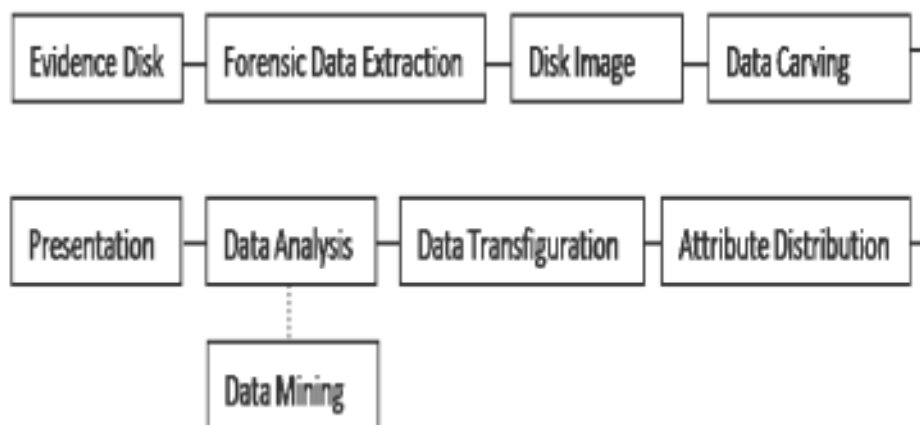 Evidence Disk
Forensic Data Extraction
Disk Image
Data Carving
Presentation
Data Analysis
Data Transfiguration
Attribute Distribution
Data Mining